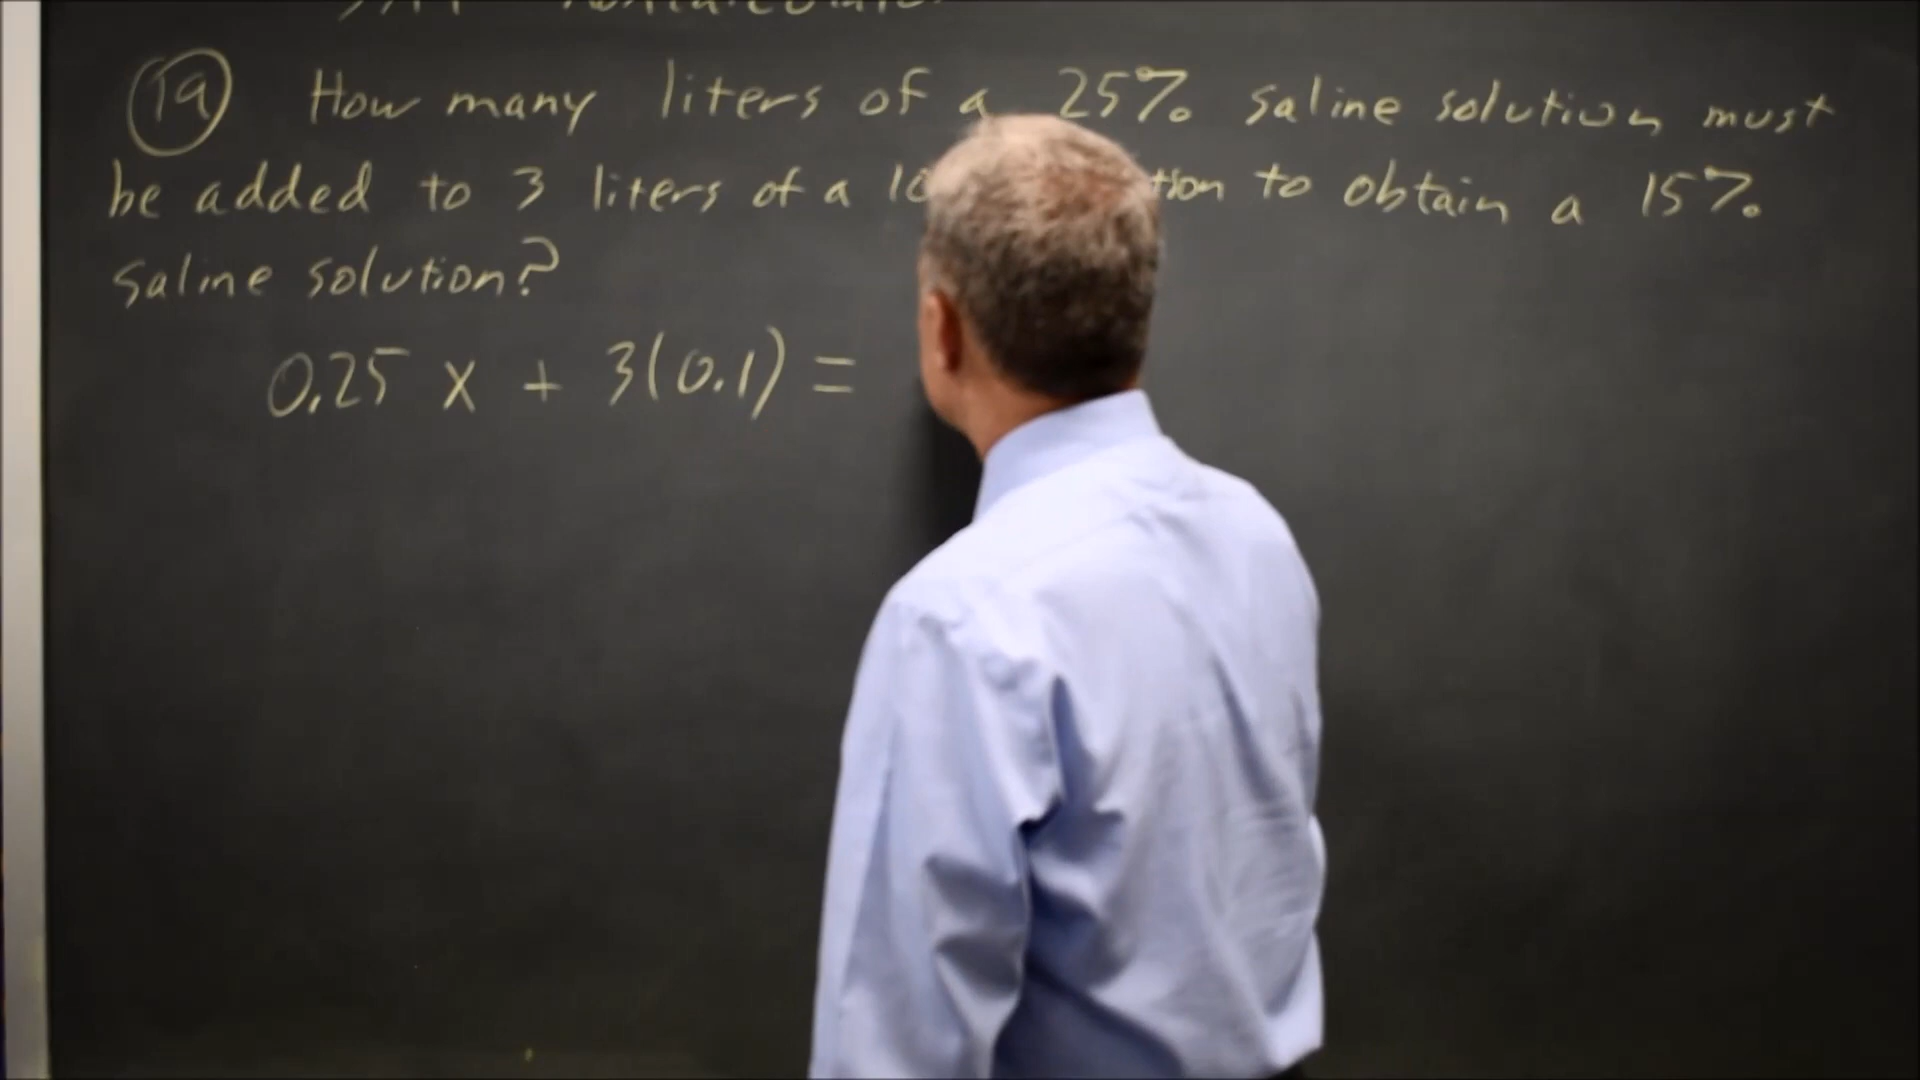 19 How many liters of a 25% saline solution must
be added to 3 liters of a 10 to obtain a 15%
saline solution?
0.25 x + 3(0.1) =